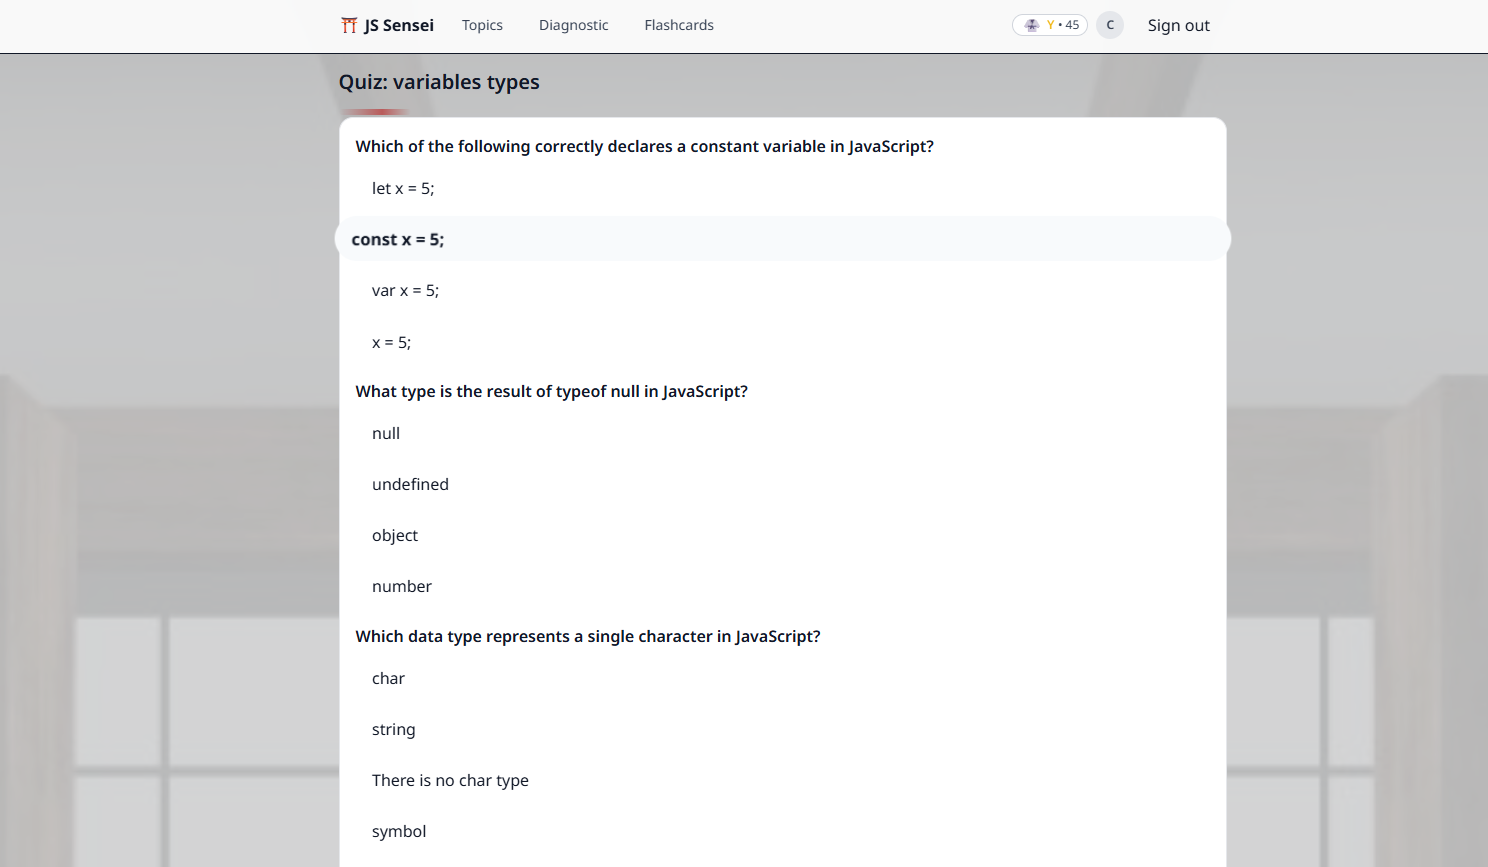 JS Sensei Topics Diagnostic Flashcards Y • 45 C Sign out
Quiz: variables types
Which of the following correctly declares a constant variable in JavaScript?
let x = 5;
const x = 5;
var x = 5;
x = 5;
What type is the result of typeof null in JavaScript?
null
undefined
object
number
Which data type represents a single character in JavaScript?
char
string
There is no char type
symbol